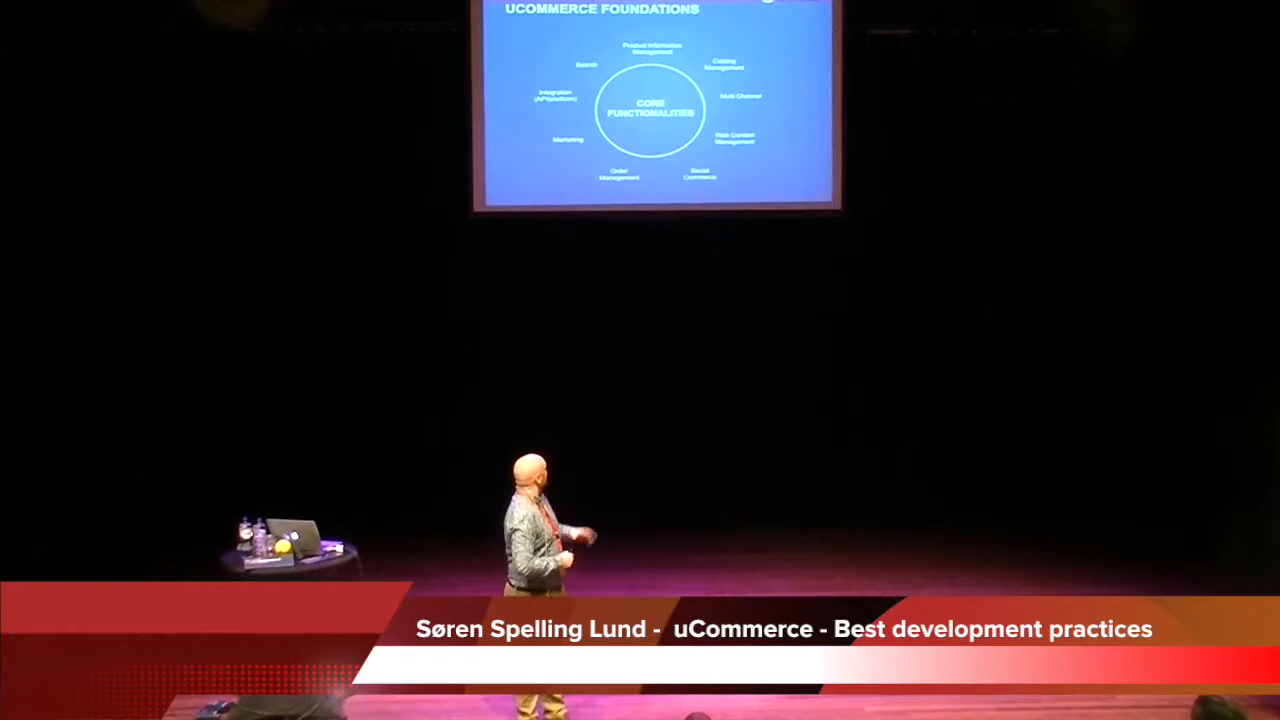 UCOMMERCE FOUNDATIONS
Product Information
Management
Search
Catalog
Management
Integration
(API/platform)
Multi Channel
CORE
FUNCTIONALITIES
Marketing
Web Content
Management
Order
Management
Social
Commerce
Søren Spelling Lund - uCommerce - Best development practices